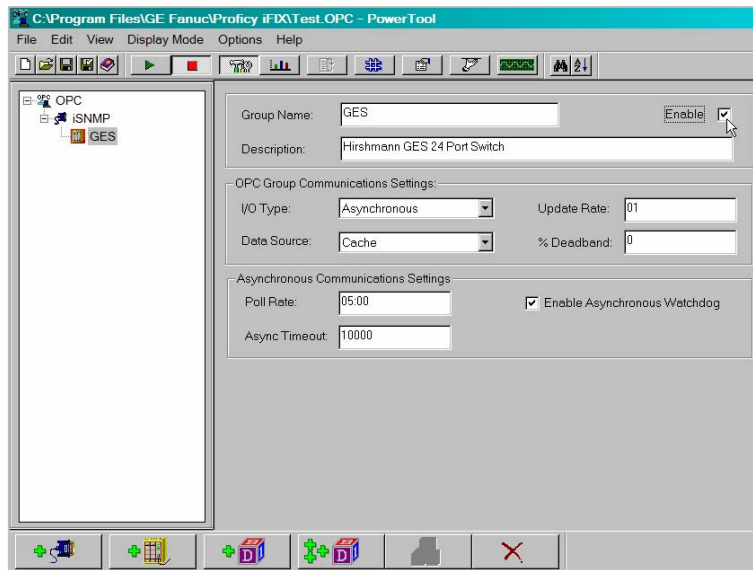 C:\Program Files\GE Fanuc\Proficy iFIX\Test.OPC - PowerTool
File Edit View Display Mode Options Help
OPC
iSNMP
GES
Group Name: GES Enable
Description: Hirshmann GES 24 Port Switch
OPC Group Communications Settings:
I/O Type: Asynchronous Update Rate: 01
Data Source: Cache % Deadband: 0
Asynchronous Communications Settings
Poll Rate: 05:00 Enable Asynchronous Watchdog
Async Timeout: 10000